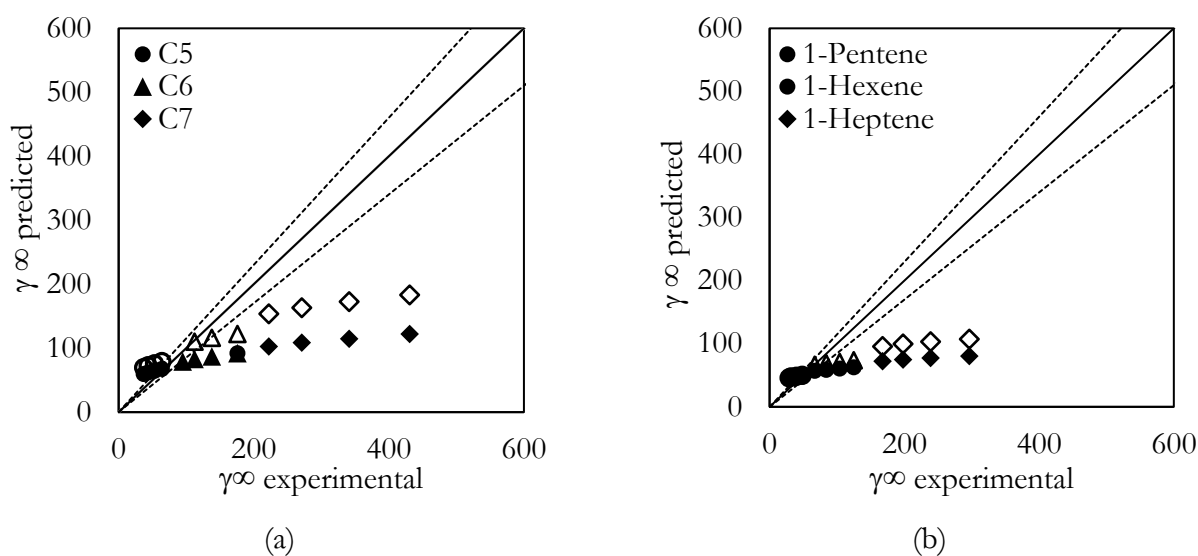 600
500
400
300
200
100
0
C5
C6
C7
γ ∞ predicted
0
200
400
600
γ∞ experimental
(a)
600
500
400
300
200
100
0
1-Pentene
1-Hexene
1-Heptene
γ ∞ predicted
0
200
400
600
γ∞ experimental
(b)